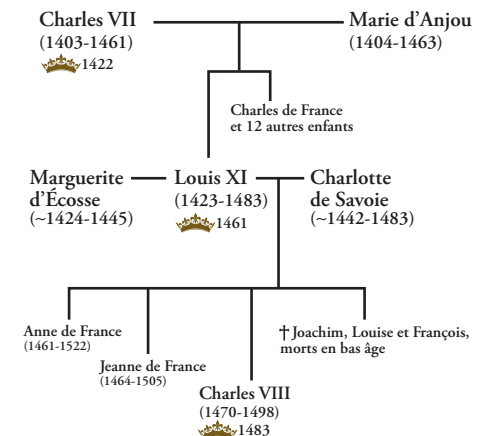 Charles VII
(1403-1461)
1422
Marie d'Anjou
(1404-1463)
Charles de France
et 12 autres enfants
Marguerite
d'Écosse
(~1424-1445)
Louis XI
(1423-1483)
1461
Charlotte
de Savoie
(~1442-1483)
Anne de France
(1461-1522)
Jeanne de France
(1464-1505)
Charles VIII
(1470-1498)
1483
†Joachim, Louise et François,
morts en bas âge